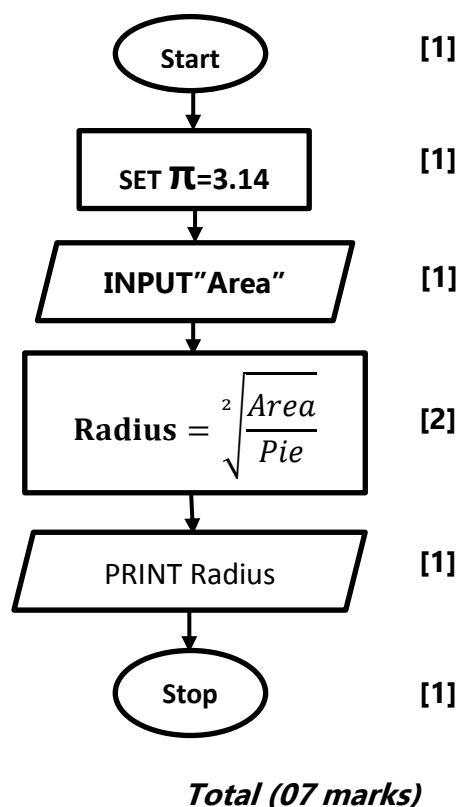 Start [1]
SET π=3.14 [1]
INPUT”Area” [1]
Radius = ²√(Area/Pie) [2]
PRINT Radius [1]
Stop [1]
Total (07 marks)